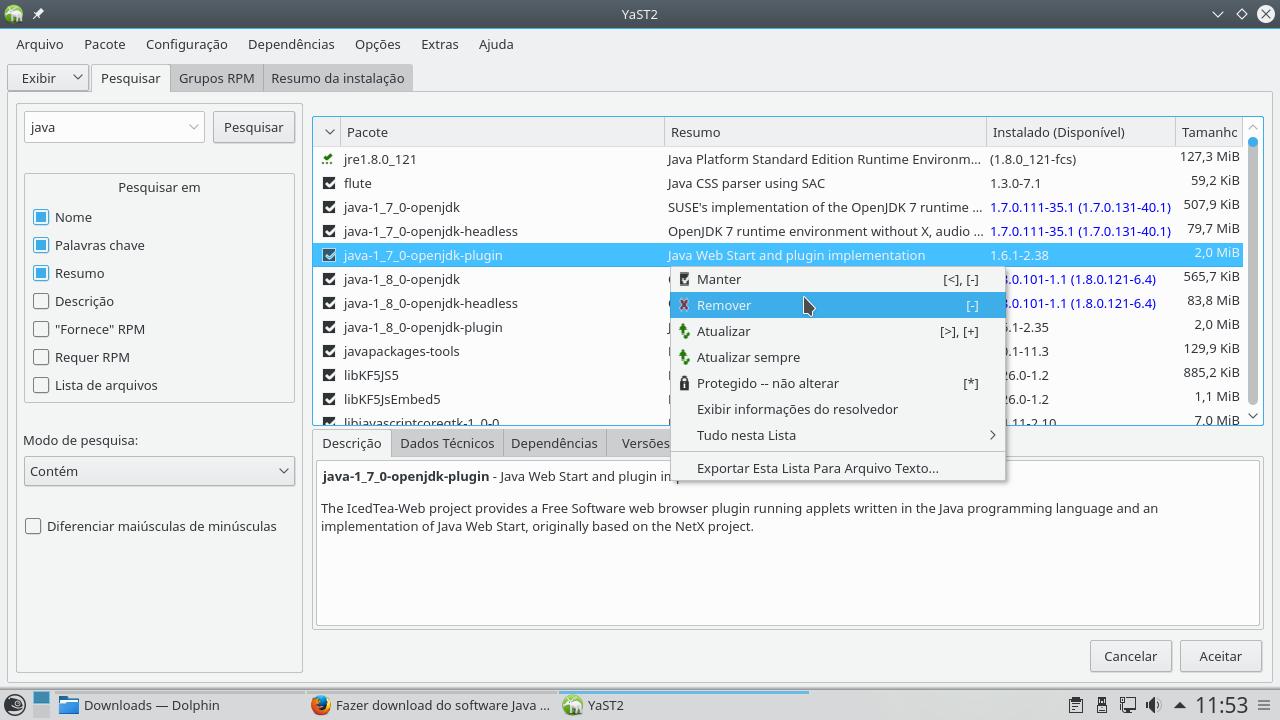 YaST2
Arquivo Pacote Configuração Dependências Opções Extras Ajuda
Exibir Pesquisar Grupos RPM Resumo da instalação
java Pesquisar
Pesquisar em
Nome
Palavras chave
Resumo
Descrição
"Fornece" RPM
Requer RPM
Lista de arquivos
Modo de pesquisa:
Contém
Diferenciar maiúsculas de minúsculas
Pacote Resumo Instalado (Disponível) Tamanho
jre1.8.0_121 Java Platform Standard Edition Runtime Environm... (1.8.0_121-fcs) 127,3 MiB
flute Java CSS parser using SAC 1.3.0-7.1 59,2 KiB
java-1_7_0-openjdk SUSE's implementation of the OpenJDK 7 runtime ... 1.7.0.111-35.1 (1.7.0.131-40.1) 507,9 KiB
java-1_7_0-openjdk-headless OpenJDK 7 runtime environment without X, audio ... 1.7.0.111-35.1 (1.7.0.131-40.1) 79,7 MiB
java-1_7_0-openjdk-plugin Java Web Start and plugin implementation 1.6.1-2.38 2,0 MiB
java-1_8_0-openjdk .0.101-1.1 (1.8.0.121-6.4) 565,7 KiB
java-1_8_0-openjdk-headless .0.101-1.1 (1.8.0.121-6.4) 83,8 MiB
java-1_8_0-openjdk-plugin .1-2.35 2,0 MiB
javapackages-tools .1-11.3 129,9 KiB
libKF5JS5 26.0-1.2 885,2 KiB
libKF5JsEmbed5 26.0-1.2 1,1 MiB
libjavascriptcoregtk-1_0-0 .11-2.10 7,0 MiB
Manter [<], [-]
Remover [-]
Atualizar [>], [+]
Atualizar sempre
Protegido -- não alterar [*]
Exibir informações do resolvedor
Tudo nesta Lista
Exportar Esta Lista Para Arquivo Texto...
Descrição Dados Técnicos Dependências Versões
java-1_7_0-openjdk-plugin - Java Web Start and plugin im
The IcedTea-Web project provides a Free Software web browser plugin running applets written in the Java programming language and an
implementation of Java Web Start, originally based on the NetX project.
Cancelar Aceitar
Downloads — Dolphin Fazer download do software Java ... YaST2 11:53